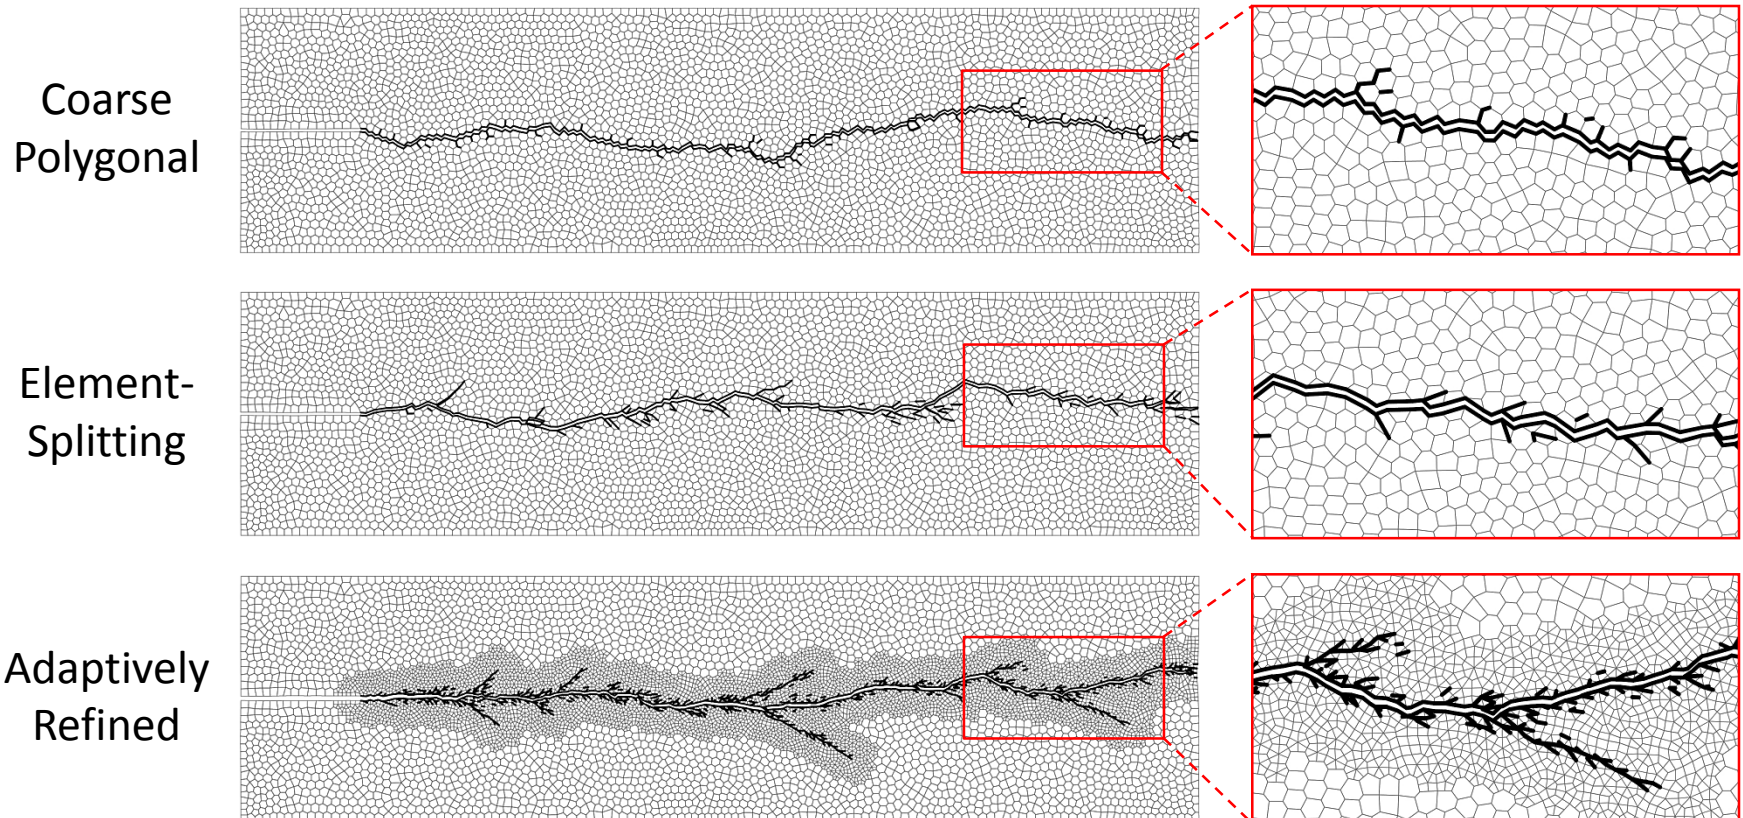 Coarse
Polygonal
Element-
Splitting
Adaptively
Refined